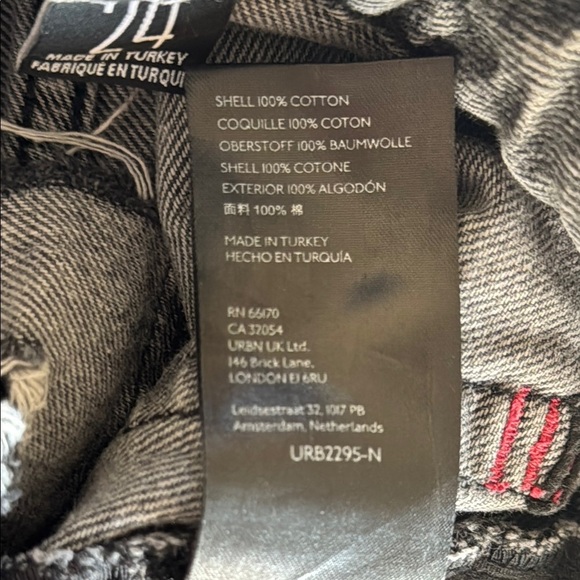 24
MADE IN TURKEY
FABRIQUÉ EN TURQUI
SHELL 100% COTTON
COQUILLE 100% COTON
OBERSTOFF 100% BAUMWOLLE
SHELL 100% COTONE
EXTERIOR 100% ALGODÓN
面料 100% 棉
MADE IN TURKEY
HECHO EN TURQUÍA
RN 66170
CA 32054
URBN UK Ltd.
146 Brick Lane,
LONDON E1 6RU
Leidsestraat 32, 1017 PB
Amsterdam, Netherlands
URB2295-N